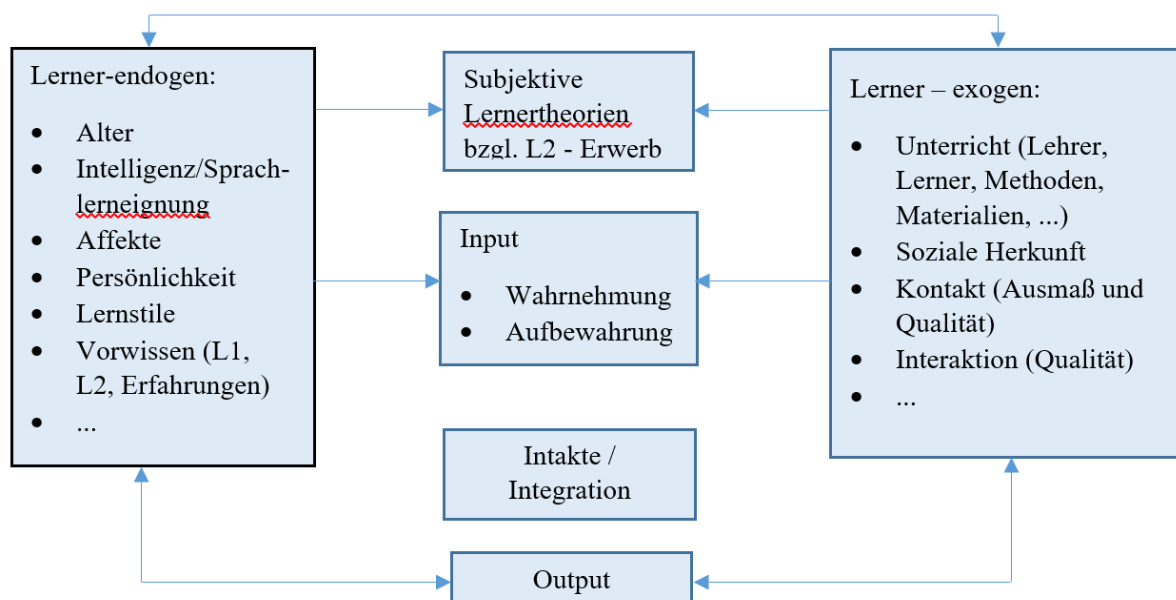 Lerner-endogen:
• Alter
• Intelligenz/Sprach-
lerneignung
• Affekte
• Persönlichkeit
• Lernstile
• Vorwissen (L1,
L2, Erfahrungen)
• ...
Subjektive
Lernertheorien
bzgl. L2 - Erwerb
Input
• Wahrnehmung
• Aufbewahrung
Intakte /
Integration
Output
Lerner – exogen:
• Unterricht (Lehrer,
Lerner, Methoden,
Materialien, ...)
• Soziale Herkunft
• Kontakt (Ausmaß und
Qualität)
• Interaktion (Qualität)
• ...